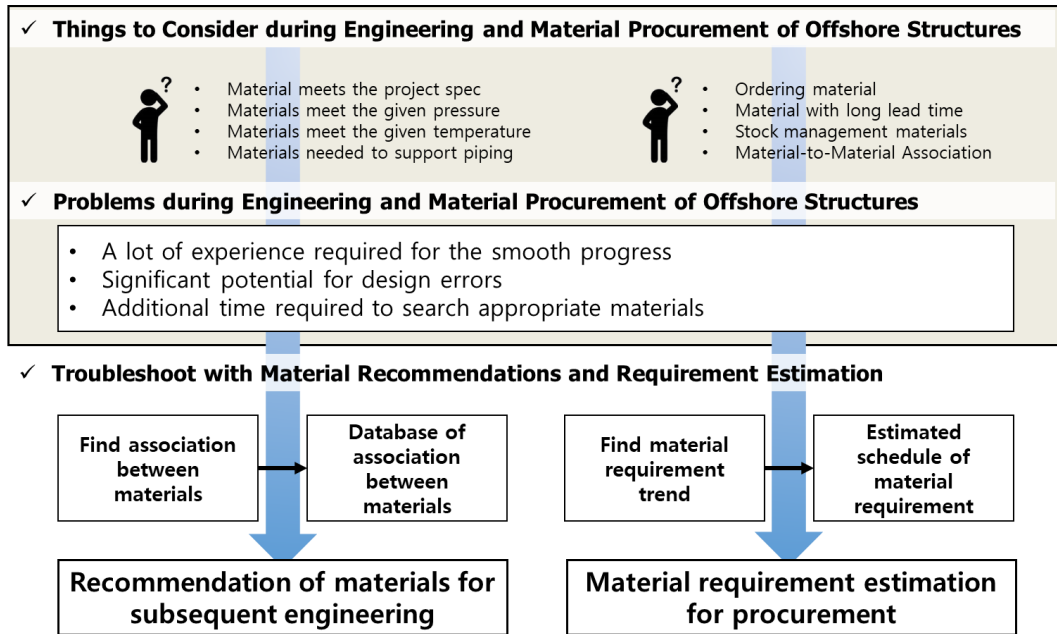 ✓ Things to Consider during Engineering and Material Procurement of Offshore Structures
?
• Material meets the project spec
• Materials meet the given pressure
• Materials meet the given temperature
• Materials needed to support piping
?
• Ordering material
• Material with long lead time
• Stock management materials
• Material-to-Material Association
✓ Problems during Engineering and Material Procurement of Offshore Structures
• A lot of experience required for the smooth progress
• Significant potential for design errors
• Additional time required to search appropriate materials
✓ Troubleshoot with Material Recommendations and Requirement Estimation
Find association
between
materials
Database of
association
between
materials
Find material
requirement
trend
Estimated
schedule of
material
requirement
Recommendation of materials for
subsequent engineering
Material requirement estimation
for procurement